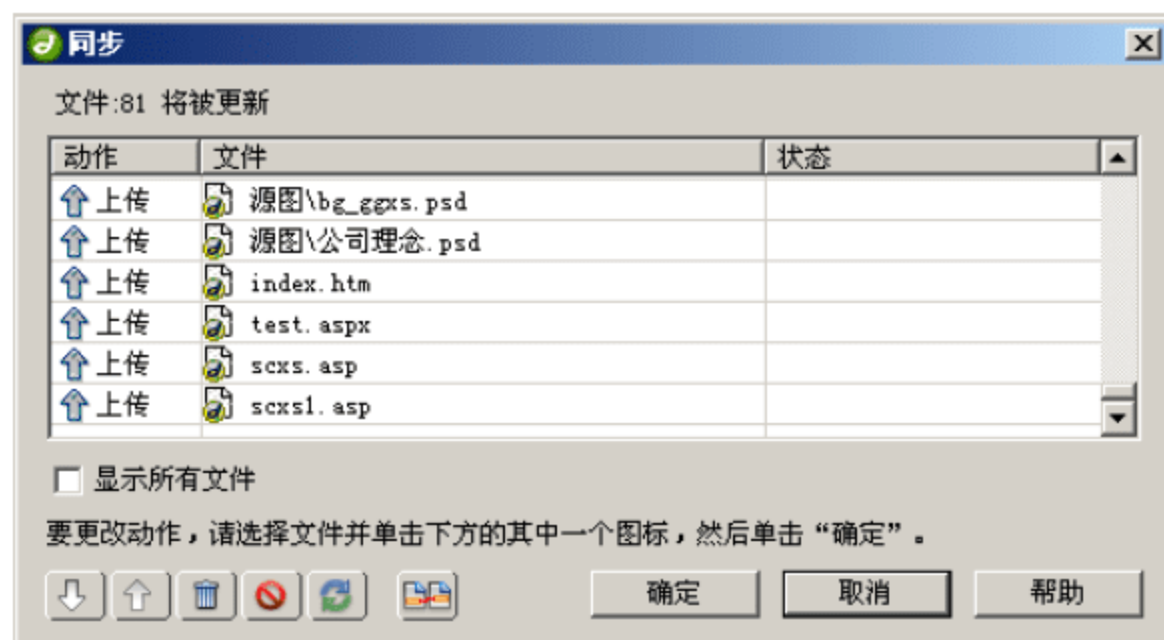 同步
文件:81 将被更新
动作 文件 状态
上传 源图\bg_ggxs.psd
上传 源图\公司理念.psd
上传 index.htm
上传 test.aspx
上传 scxs.asp
上传 scxs1.asp
显示所有文件
要更改动作，请选择文件并单击下方的其中一个图标，然后单击“确定”。
确定 取消 帮助